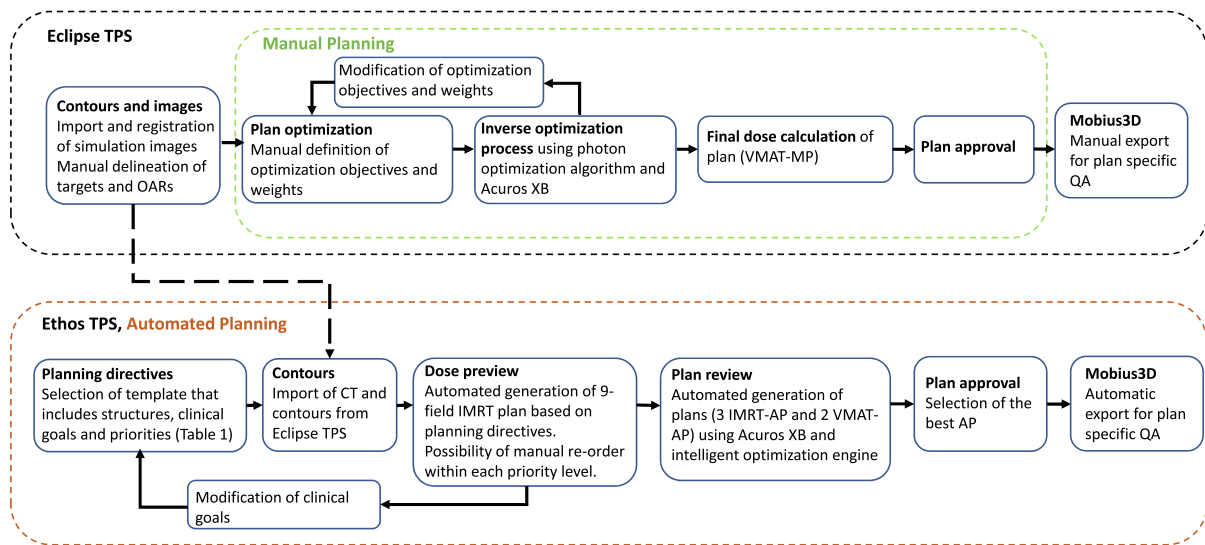 Eclipse TPS
Manual Planning
Modification of optimization
objectives and weights
Contours and images
Import and registration
of simulation images
Manual delineation of
targets and OARs
Plan optimization
Manual definition of
optimization objectives and
weights
Inverse optimization
process using photon
optimization algorithm and
Acuros XB
Final dose calculation of
plan (VMAT-MP)
Plan approval
Mobius3D
Manual export
for plan specific
QA
Ethos TPS, Automated Planning
Planning directives
Selection of template that
includes structures, clinical
goals and priorities (Table 1)
Contours
Import of CT and
contours from
Eclipse TPS
Dose preview
Automated generation of 9-
field IMRT plan based on
planning directives.
Possibility of manual re-order
within each priority level.
Plan review
Automated generation of
plans (3 IMRT-AP and 2 VMAT-
AP) using Acuros XB and
intelligent optimization engine
Plan approval
Selection of the
best AP
Mobius3D
Automatic
export for plan
specific QA
Modification of clinical
goals